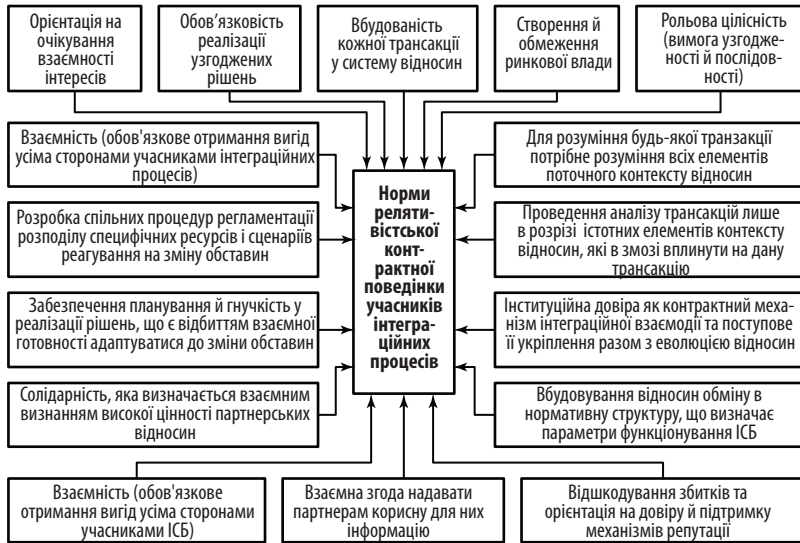 Орієнтація на
очікування
взаємності
інтересів
Обов’язковість
реалізації
узгоджених
рішень
Вбудованість
кожної трансакції
у систему відносин
Створення й
обмеження
ринкової влади
Рольова цілісність
(вимога узгодже-
ності й послідов-
ності)
Взаємність (обов'язкове отримання вигід
усіма сторонами учасниками інтеграційних
процесів)
Розробка спільних процедур регламентації
розподілу специфічних ресурсів і сценаріїв
реагування на зміну обставин
Забезпечення планування й гнучкість у
реалізації рішень, що є відбиттям взаємної
готовності адаптуватися до зміни обставин
Солідарність, яка визначається взаємним
визнанням високої цінності партнерських
відносин
Норми
реляти-
вістської
конт-
рактної
поведінки
учасників
інтегра-
ційних
процесів
Для розуміння будь-якої транзакції
потрібне розуміння всіх елементів
поточного контексту відносин
Проведення аналізу трансакцій лише
в розрізі істотних елементів контексту
відносин, які в змозі вплинути на дану
трансакцію
Інституційна довіра як контрактний меха-
нізм інтеграційної взаємодії та поступове
її укріплення разом з еволюцією відносин
Вбудовування відносин обміну в
нормативну структуру, що визначає
параметри функціонування ІСБ
Взаємність (обов'язкове
отримання вигід усіма сторонами
учасниками ІСБ)
Взаємна згода надавати
партнерам корисну для них
інформацію
Відшкодування збитків та
орієнтація на довіру й підтримку
механізмів репутації